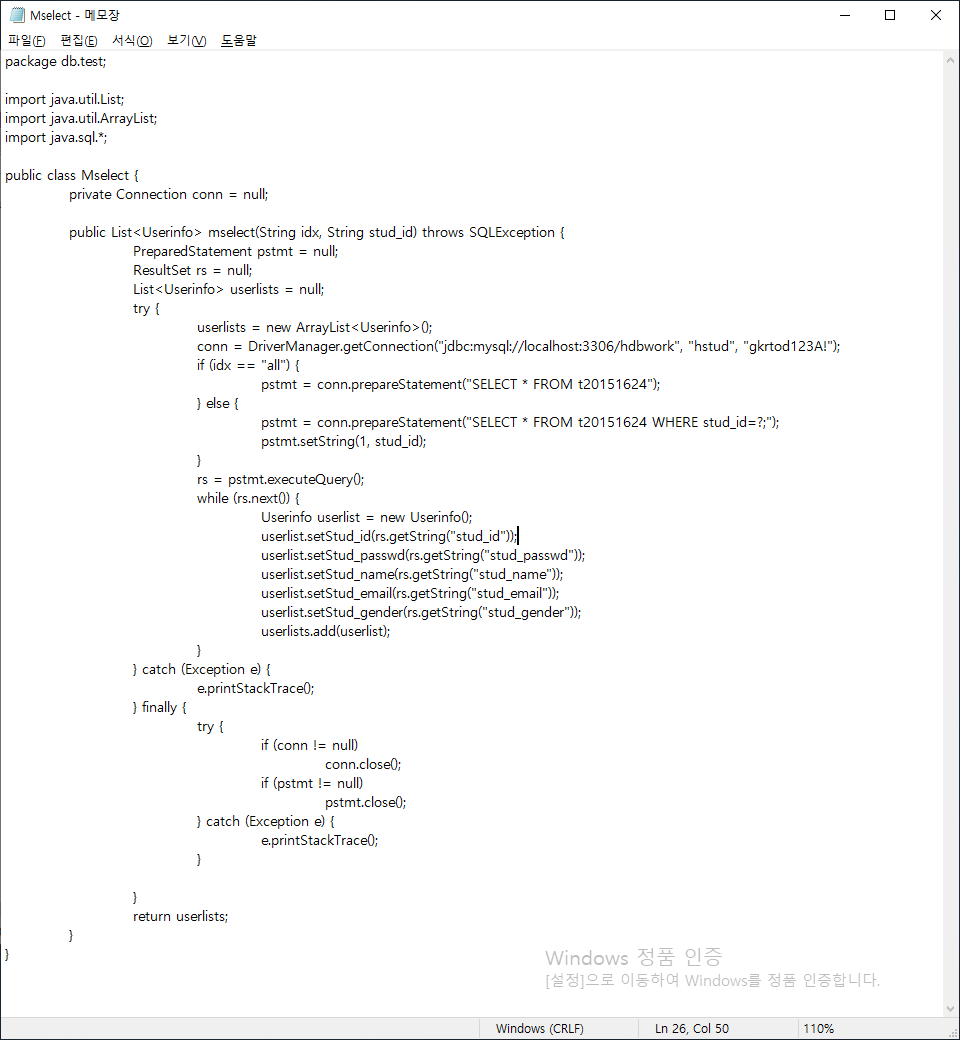 Mselect - 메모장
파일(F) 편집(E) 서식(O) 보기(V) 도움말
package db.test;

import java.util.List;
import java.util.ArrayList;
import java.sql.*;

public class Mselect {
	private Connection conn = null;

	public List<Userinfo> mselect(String idx, String stud_id) throws SQLException {
		PreparedStatement pstmt = null;
		ResultSet rs = null;
		List<Userinfo> userlists = null;
		try {
			userlists = new ArrayList<Userinfo>();
			conn = DriverManager.getConnection("jdbc:mysql://localhost:3306/hdbwork", "hstud", "gkrtod123A!");
			if (idx == "all") {
				pstmt = conn.prepareStatement("SELECT * FROM t20151624");
			} else {
				pstmt = conn.prepareStatement("SELECT * FROM t20151624 WHERE stud_id=?;");
				pstmt.setString(1, stud_id);
			}
			rs = pstmt.executeQuery();
			while (rs.next()) {
				Userinfo userlist = new Userinfo();
				userlist.setStud_id(rs.getString("stud_id"));
				userlist.setStud_passwd(rs.getString("stud_passwd"));
				userlist.setStud_name(rs.getString("stud_name"));
				userlist.setStud_email(rs.getString("stud_email"));
				userlist.setStud_gender(rs.getString("stud_gender"));
				userlists.add(userlist);
			}
		} catch (Exception e) {
			e.printStackTrace();
		} finally {
			try {
				if (conn != null)
					conn.close();
				if (pstmt != null)
					pstmt.close();
			} catch (Exception e) {
				e.printStackTrace();
			}

		}
		return userlists;
	}
}
Windows 정품 인증
[설정]으로 이동하여 Windows를 정품 인증합니다.
Windows (CRLF) Ln 26, Col 50 110%